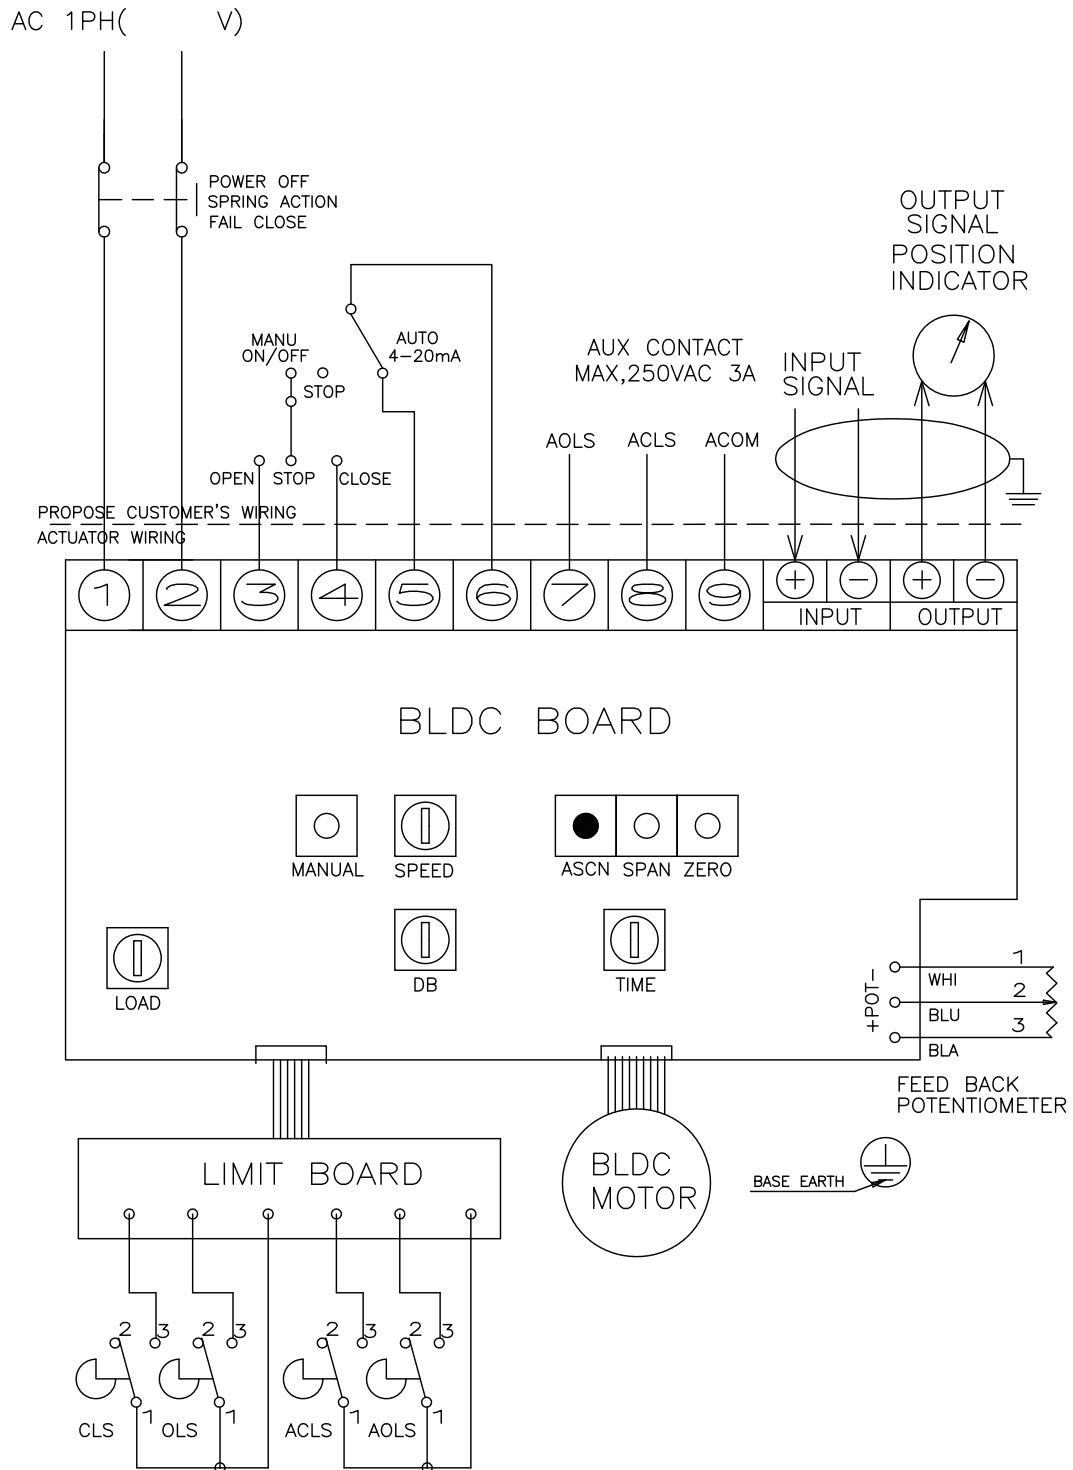 AC 1PH(          V)
POWER OFF
SPRING ACTION
FAIL CLOSE
OUTPUT
SIGNAL
POSITION
INDICATOR
MANU
ON/OFF
STOP
AUTO
4-20mA
AUX CONTACT
MAX,250VAC 3A
INPUT
SIGNAL
OPEN STOP CLOSE
AOLS ACLS ACOM
PROPOSE CUSTOMER'S WIRING
ACTUATOR WIRING
1 2 3 4 5 6 7 8 9 + - + -
INPUT OUTPUT
BLDC BOARD
MANUAL SPEED ASCN SPAN ZERO
LOAD DB TIME
+POT-
1
WHI
2
BLU
3
BLA
FEED BACK
POTENTIOMETER
LIMIT BOARD
BLDC
MOTOR
BASE EARTH
2 3 2 3 2 3 2 3
1 1 1 1
CLS OLS ACLS AOLS